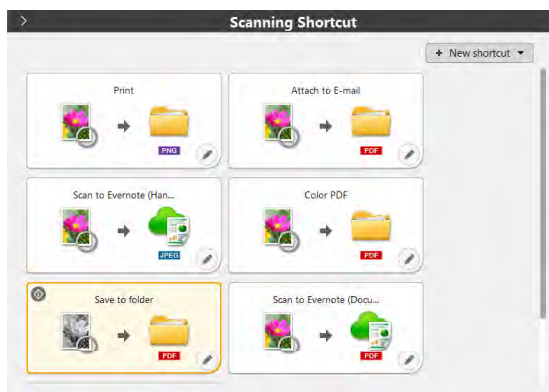 Scanning Shortcut
+ New shortcut
Print
PNG
Attach to E-mail
PDF
Scan to Evernote (Han...
JPEG
Color PDF
PDF
Save to folder
PDF
Scan to Evernote (Docu...
PDF